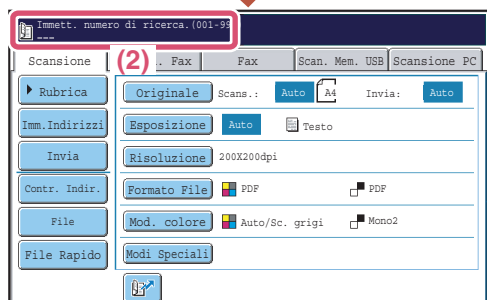 Immett. numero di ricerca.(001-99
---
(2)
Scansione . Fax Fax Scan. Mem. USB Scansione PC
Rubrica Originale Scans.: Auto A4 Invia: Auto
Imm.Indirizzi Esposizione Auto Testo
Invia Risoluzione 200X200dpi
Contr. Indir. Formato File PDF PDF
File Mod. colore Auto/Sc. grigi Mono2
File Rapido Modi Speciali